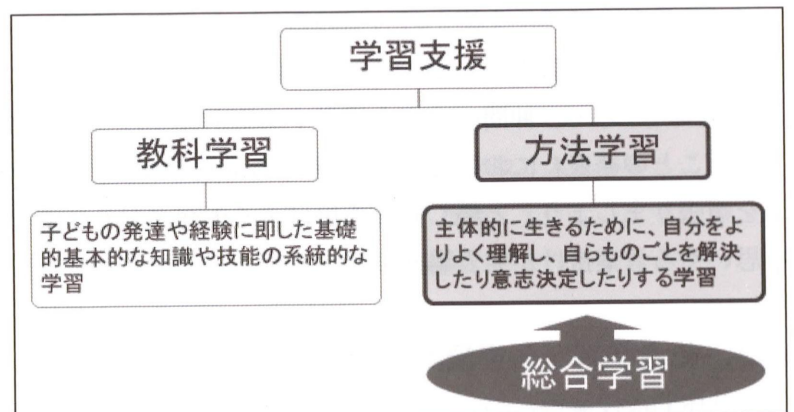 学習支援
教科学習
方法学習
子どもの発達や経験に即した基礎
的基本的な知識や技能の系統的な
学習
主体的に生きるために、自分をよ
りよく理解し、自らものごとを解決
したり意志決定したりする学習
総合学習